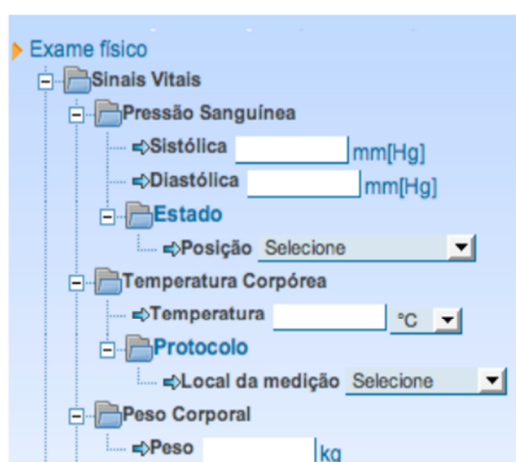 Exame físico
Sinais Vitais
Pressão Sanguínea
Sistólica mm[Hg]
Diastólica mm[Hg]
Estado
Posição Selecione
Temperatura Corpórea
Temperatura °C
Protocolo
Local da medição Selecione
Peso Corporal
Peso kg